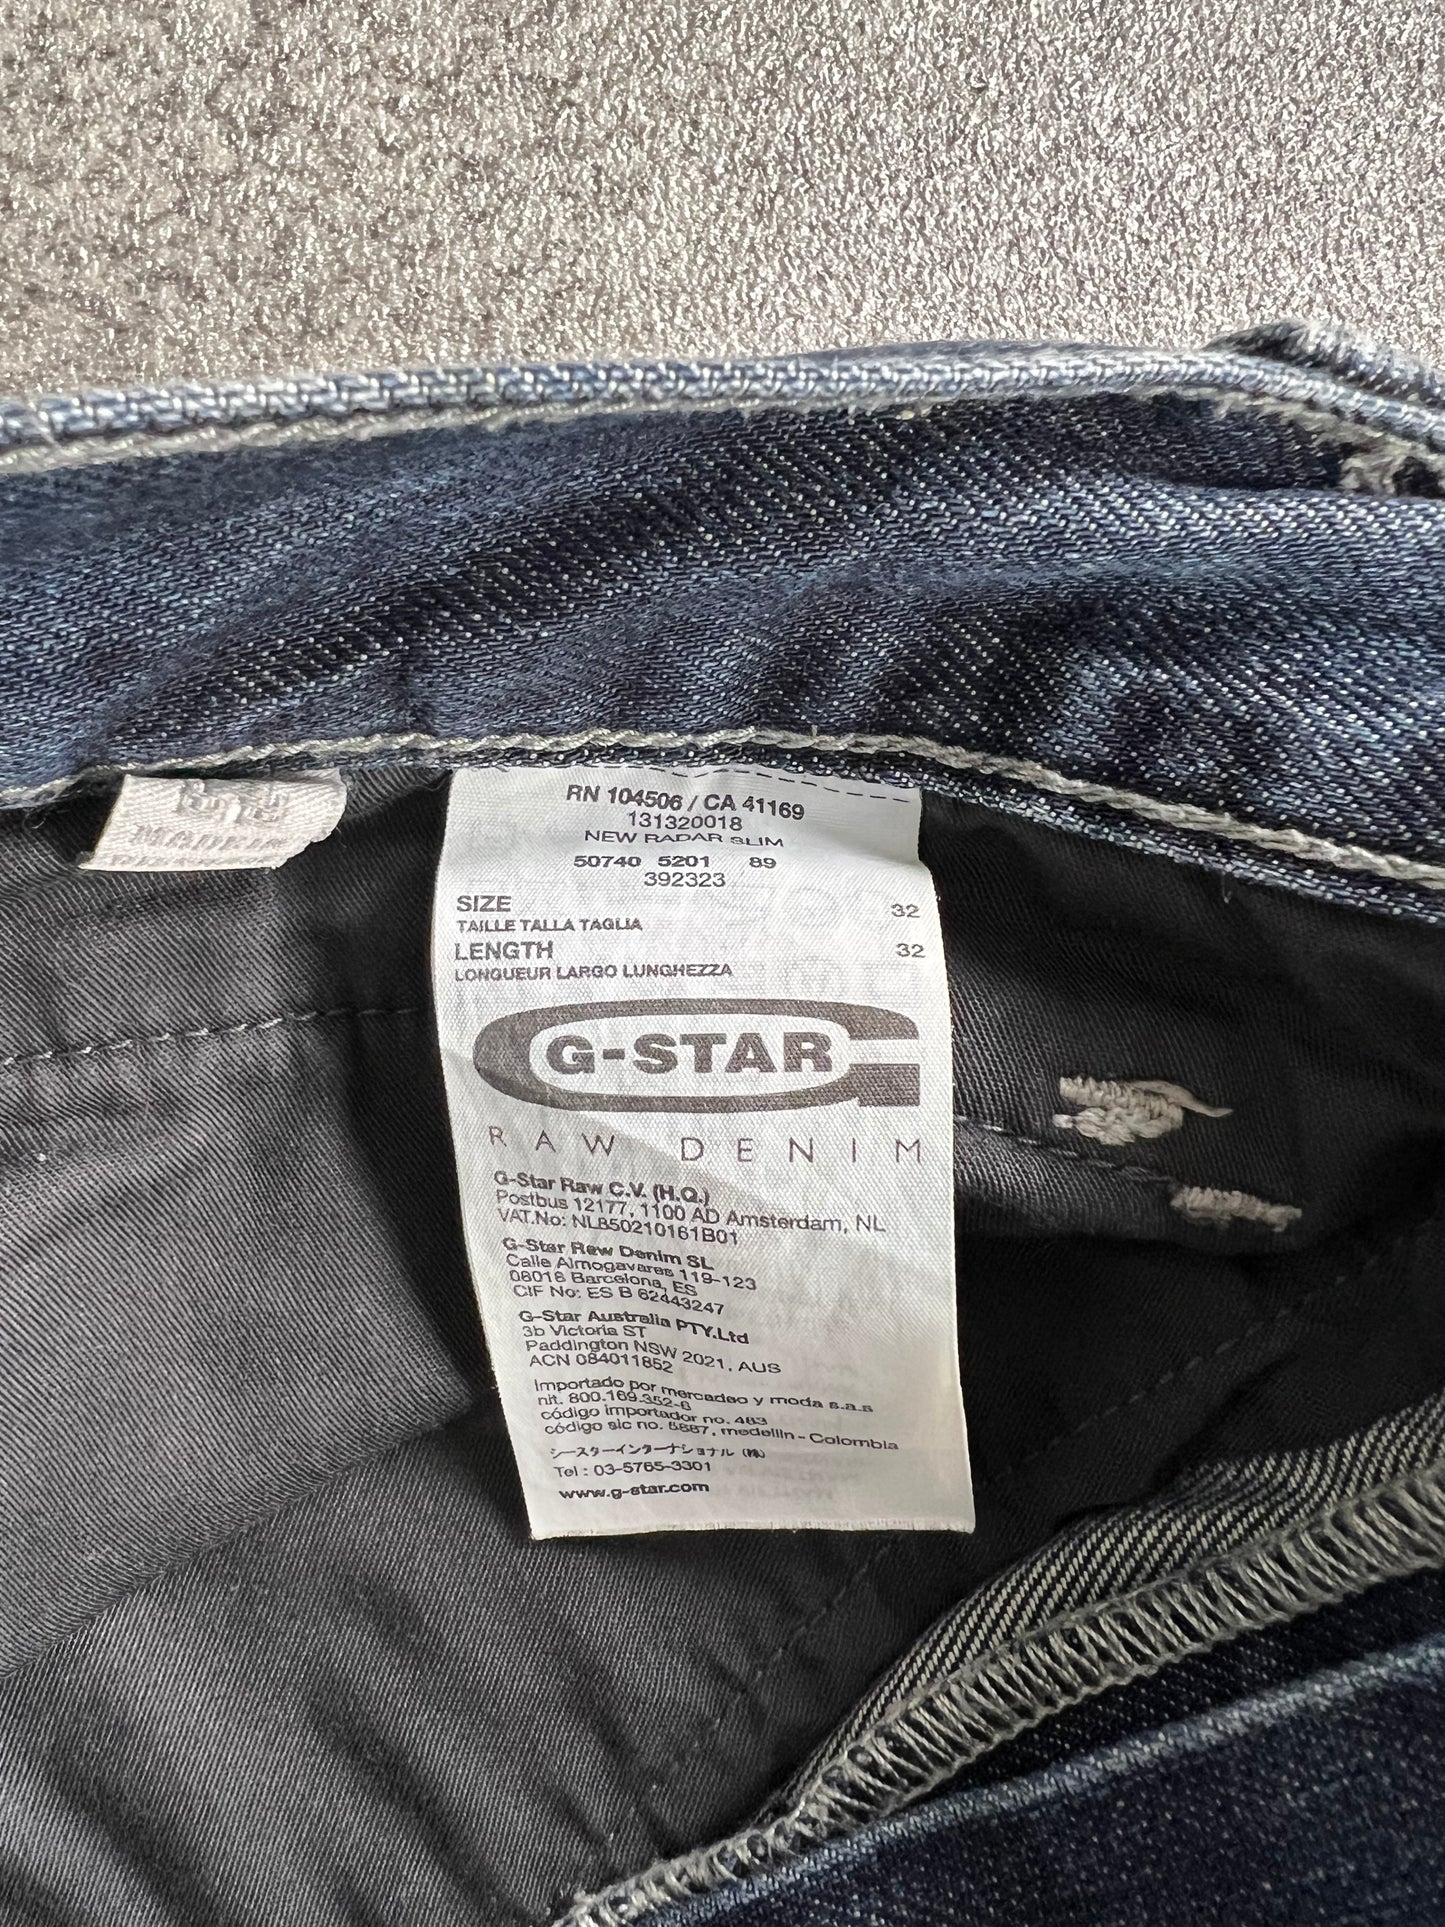 RN 104506 / CA 41169
131320018
NEW RADAR SLIM
50740 5201 89
392323
SIZE 32
TAILLE TALLA TAGLIA
LENGTH 32
LONGUEUR LARGO LUNGHEZZA
G-STAR
RAW DENIM
G-Star Raw C.V. (H.Q.)
Postbus 12177, 1100 AD Amsterdam, NL
VAT.No: NL850210161B01
G-Star Raw Denim SL
Calle Almogavares 119-123
08018 Barcelona, ES
CIF No: ES B 62443247
G-Star Australia PTY.Ltd
3b Victoria ST
Paddington NSW 2021, AUS
ACN 084011852
Importado por mercadeo y moda s.a.s
nit. 800.169.352-6
código importador no. 483
código sic no. 5887, medellin - Colombia
ジースターインターナショナル (株)
Tel : 03-5765-3301
www.g-star.com
MADE IN